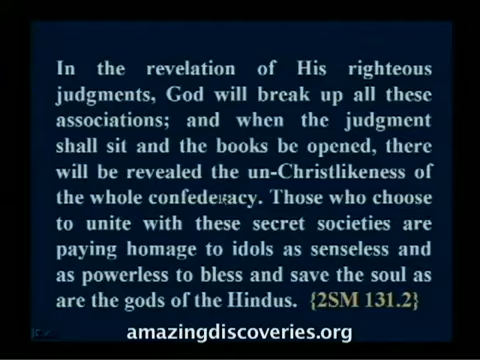 In the revelation of His righteous
judgments, God will break up all these
associations; and when the judgment
shall sit and the books be opened, there
will be revealed the un-Christlikeness of
the whole confederacy. Those who choose
to unite with these secret societies are
paying homage to idols as senseless and
as powerless to bless and save the soul as
are the gods of the Hindus. {2SM 131.2}
amazingdiscoveries.org